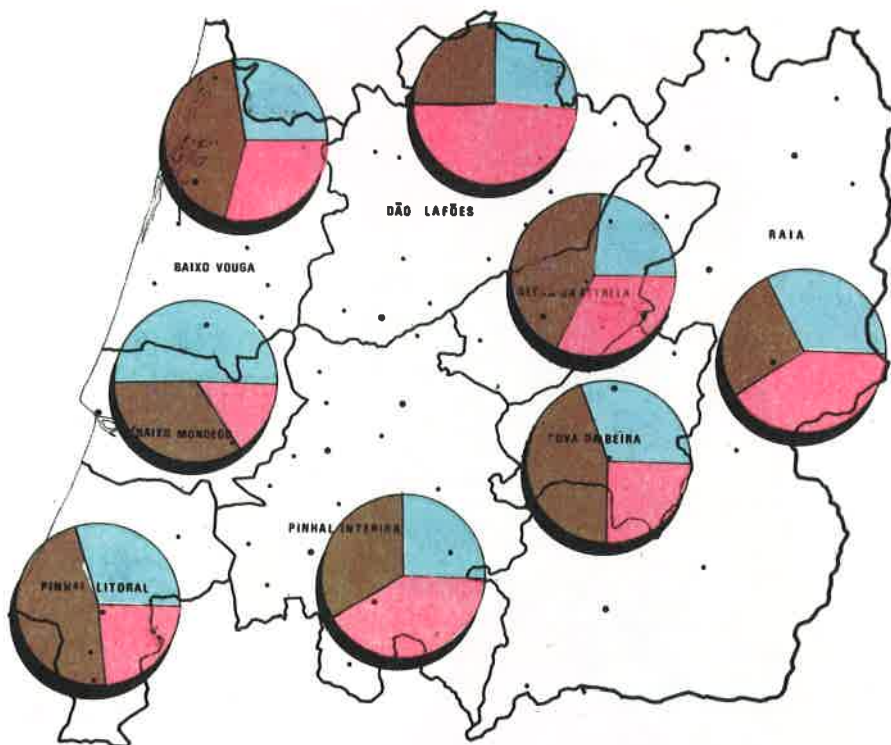 DÃO LAFÕES
RAIA
BAIXO VOUGA
BAIXO MONDEGO
COVA DA BEIRA
PINHAL INTERIOR
PINHAL LITORAL